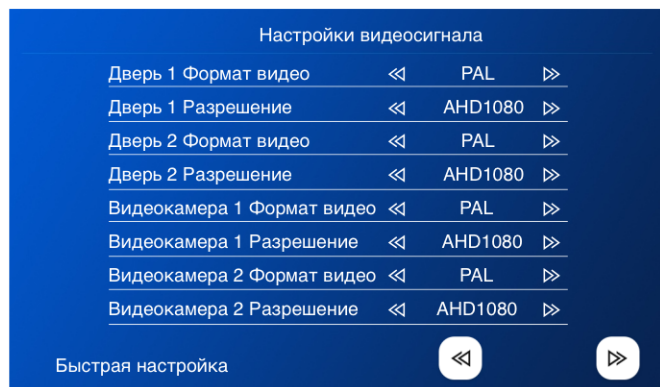 Настройки видеосигнала
Дверь 1 Формат видео PAL
Дверь 1 Разрешение AHD1080
Дверь 2 Формат видео PAL
Дверь 2 Разрешение AHD1080
Видеокамера 1 Формат видео PAL
Видеокамера 1 Разрешение AHD1080
Видеокамера 2 Формат видео PAL
Видеокамера 2 Разрешение AHD1080
Быстрая настройка